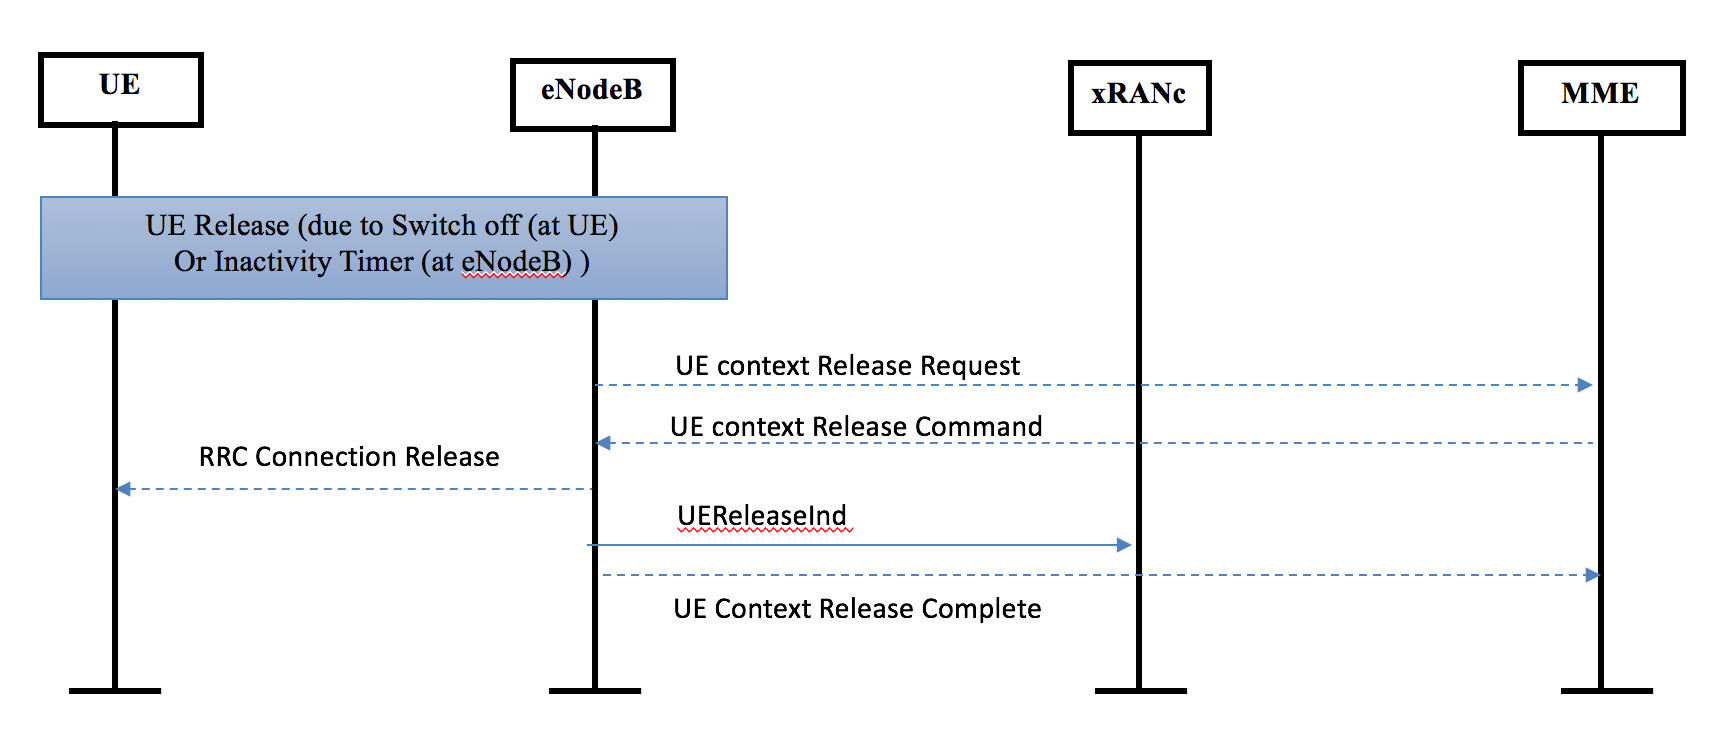 UE
eNodeB
xRANc
MME
UE Release (due to Switch off (at UE)
Or Inactivity Timer (at eNodeB) )
UE context Release Request
UE context Release Command
RRC Connection Release
UEReleaseInd
UE Context Release Complete